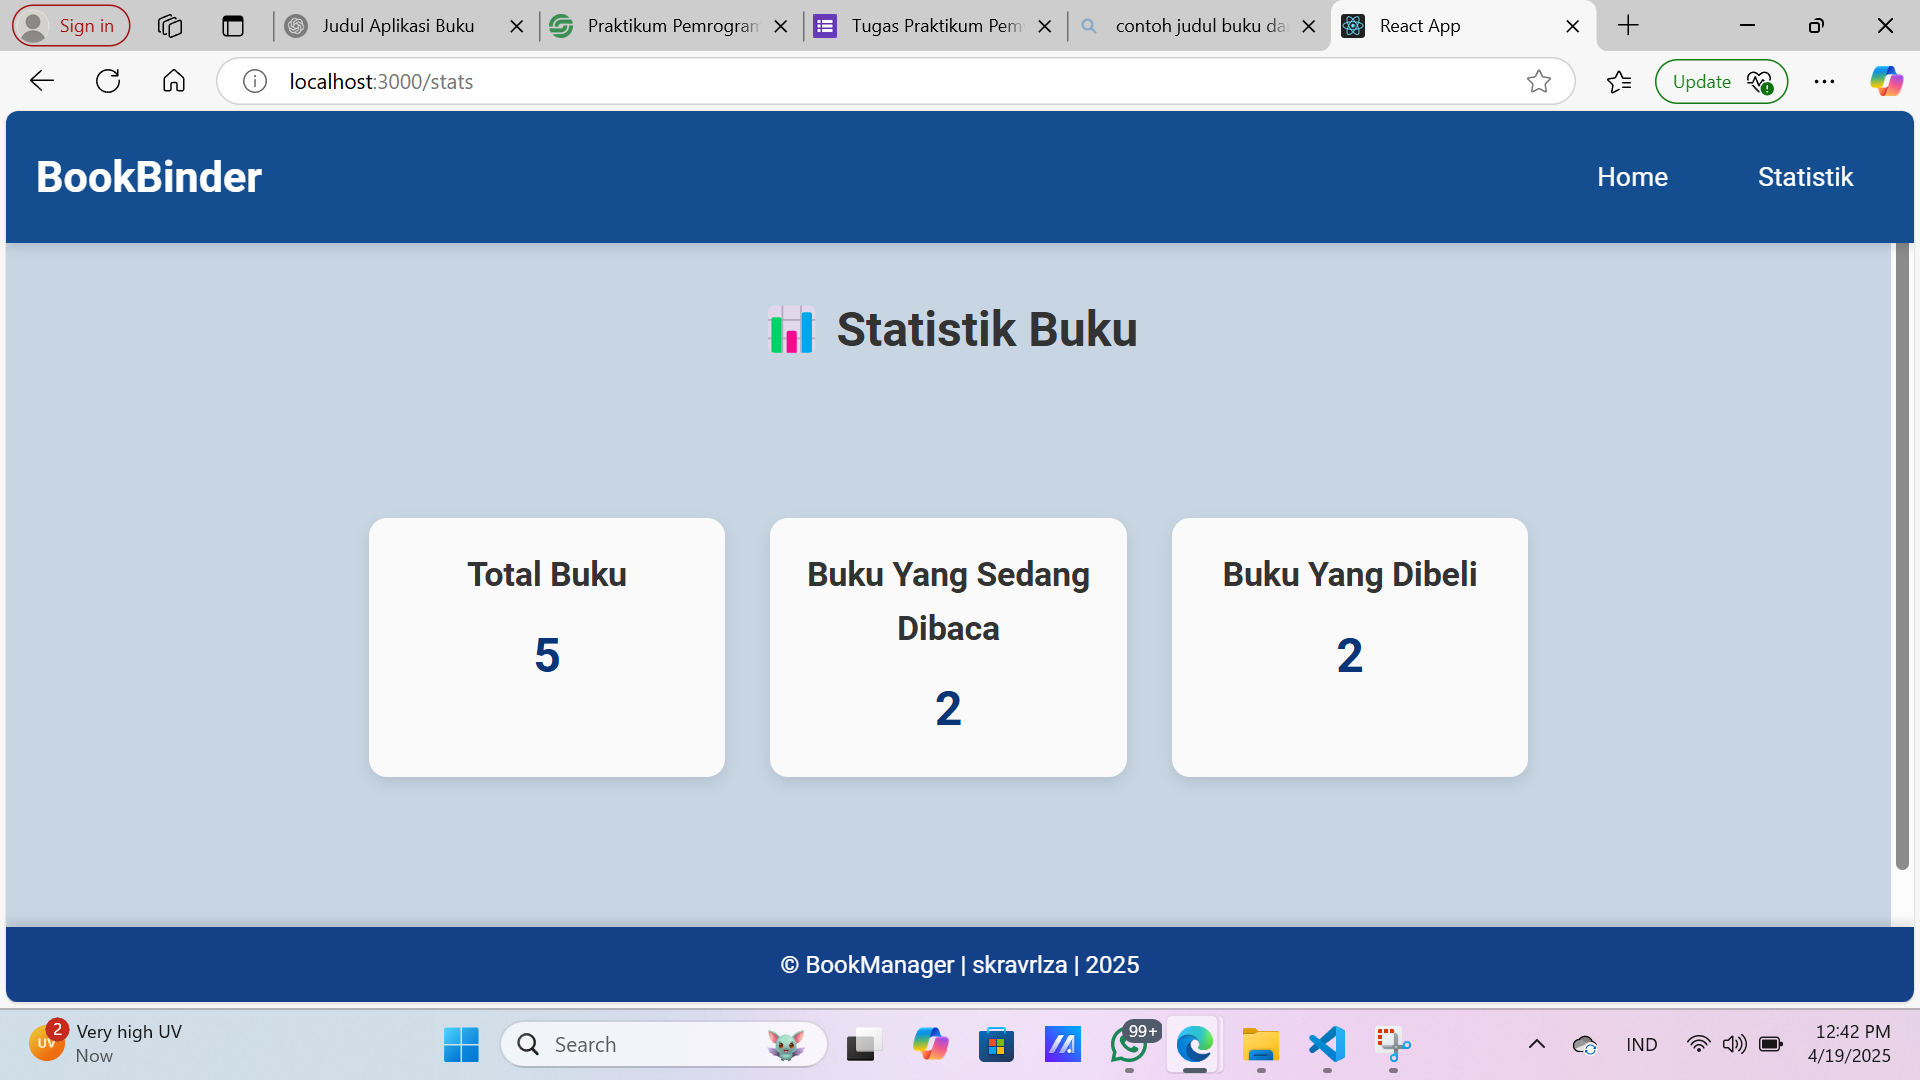 Sign in
Judul Aplikasi Buku
Praktikum Pemrogram
Tugas Praktikum Pem
contoh judul buku da
React App
localhost:3000/stats
Update
BookBinder
Home
Statistik
Statistik Buku
Total Buku
5
Buku Yang Sedang
Dibaca
2
Buku Yang Dibeli
2
© BookManager | skravrlza | 2025
UV
2
Very high UV
Now
Search
99+
IND
12:42 PM
4/19/2025